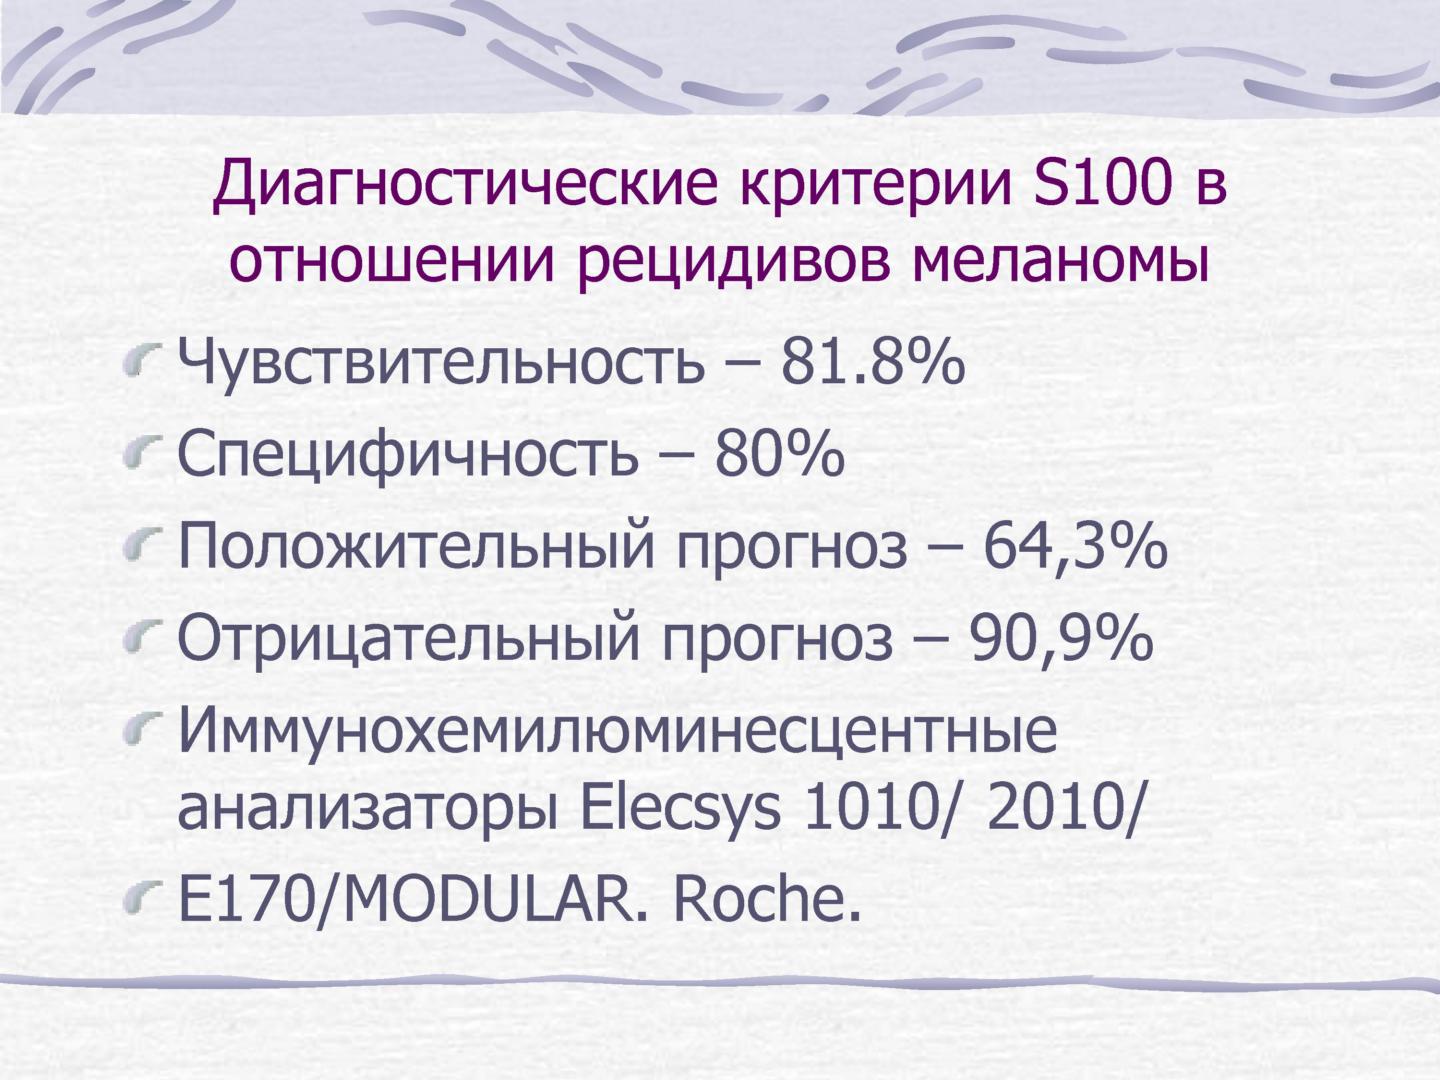 Диагностические критерии S100 в
отношении рецидивов меланомы
Чувствительность – 81.8%
Специфичность – 80%
Положительный прогноз – 64,3%
Отрицательный прогноз – 90,9%
Иммунохемилюминесцентные
анализаторы Elecsys 1010/ 2010/
E170/MODULAR. Roche.